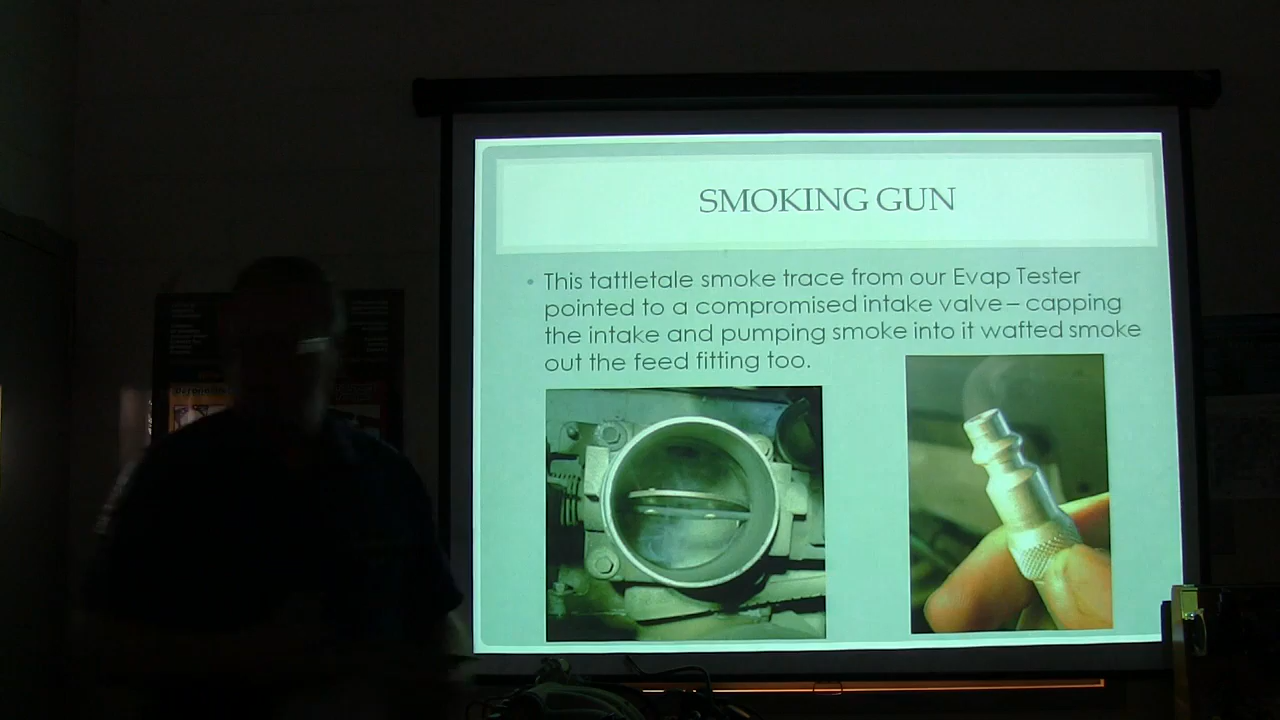 SMOKING GUN
• This tattletale smoke trace from our Evap Tester
pointed to a compromised intake valve – capping
the intake and pumping smoke into it wafted smoke
out the feed fitting too.